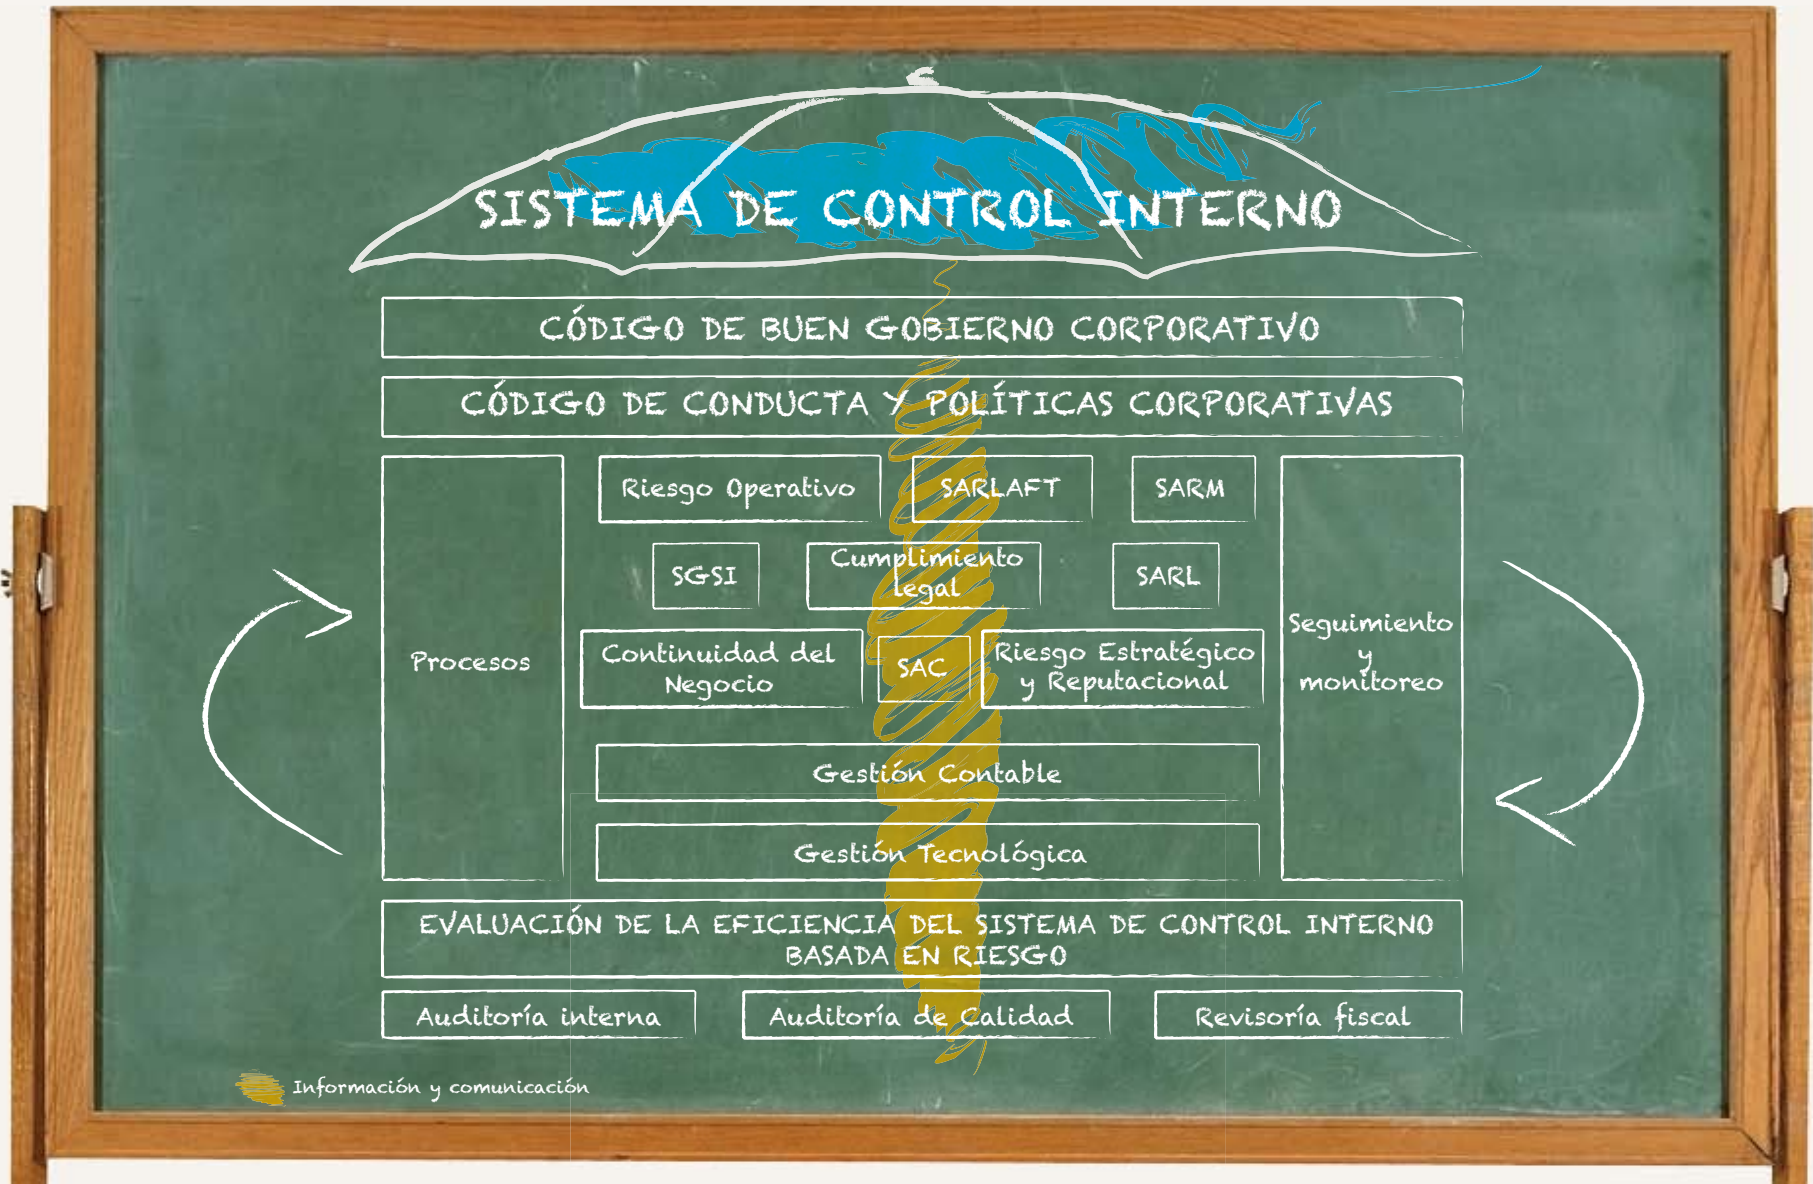 SISTEMA DE CONTROL INTERNO
CÓDIGO DE BUEN GOBIERNO CORPORATIVO
CÓDIGO DE CONDUCTA Y POLÍTICAS CORPORATIVAS
Procesos
Riesgo Operativo
SARLAFT
SARM
SGSI
Cumplimiento
legal
SARL
Continuidad del
Negocio
SAC
Riesgo Estratégico
y Reputacional
Gestión Contable
Gestión Tecnológica
Seguimiento
y
monitoreo
EVALUACIÓN DE LA EFICIENCIA DEL SISTEMA DE CONTROL INTERNO
BASADA EN RIESGO
Auditoría interna
Auditoría de Calidad
Revisoría fiscal
Información y comunicación